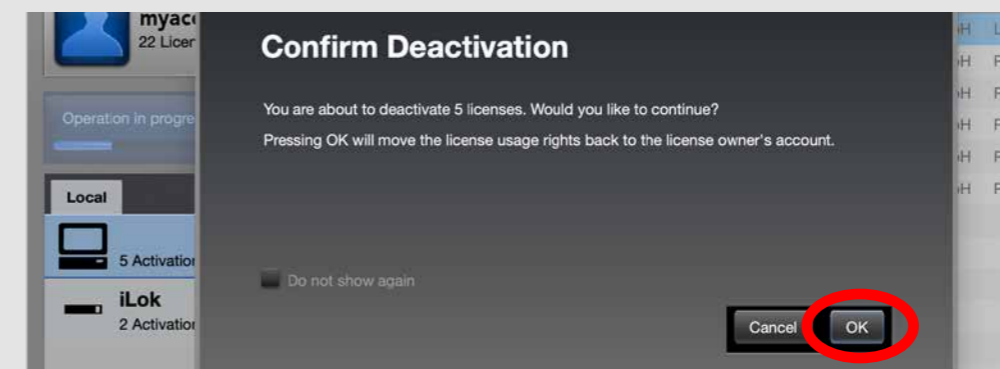 22 Licen
Confirm Deactivation
You are about to deactivate 5 licenses. Would you like to continue?
Operation in progre
Pressing OK will move the license usage rights back to the license owner's account.
Local
5 Activation
Do not show again
iLok
2 Activation
Cancel
OK